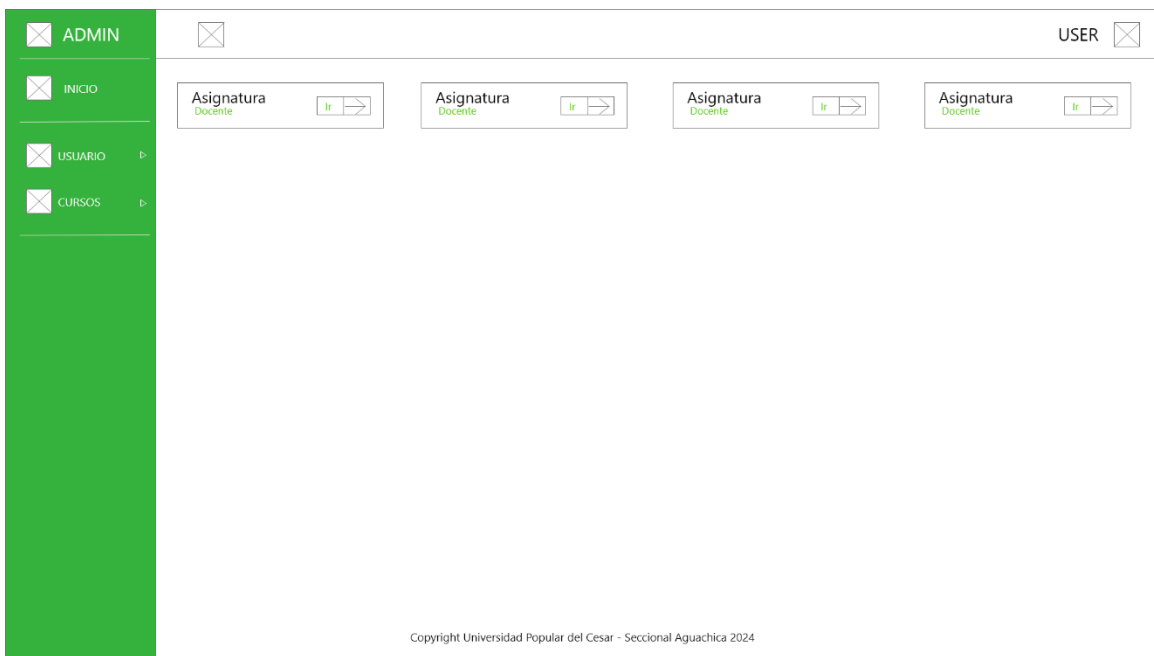 ADMIN
USER
INICIO
USUARIO
CURSOS
Asignatura
Docente
Ir
Asignatura
Docente
Ir
Asignatura
Docente
Ir
Asignatura
Docente
Ir
Copyright Universidad Popular del Cesar - Seccional Aguachica 2024